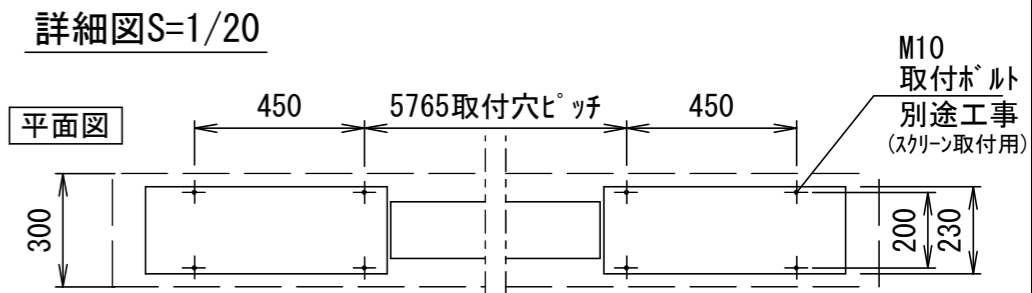 詳細図S=1/20
平面図
450
5765取付穴ピッチ
450
M10
取付ボルト
別途工事
(スクリーン取付用)
300
200
230